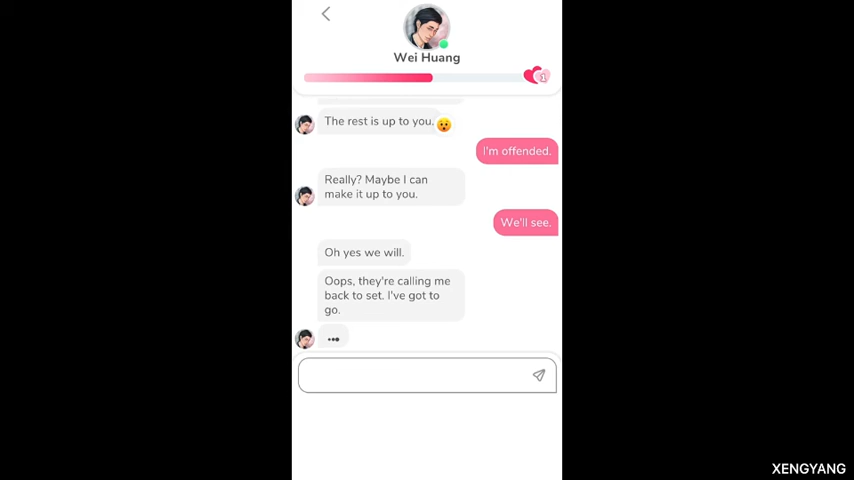 Wei Huang
1
The rest is up to you.
I'm offended.
Really? Maybe I can
make it up to you.
We'll see.
Oh yes we will.
Oops, they're calling me
back to set. I've got to
go.
XENGYANG